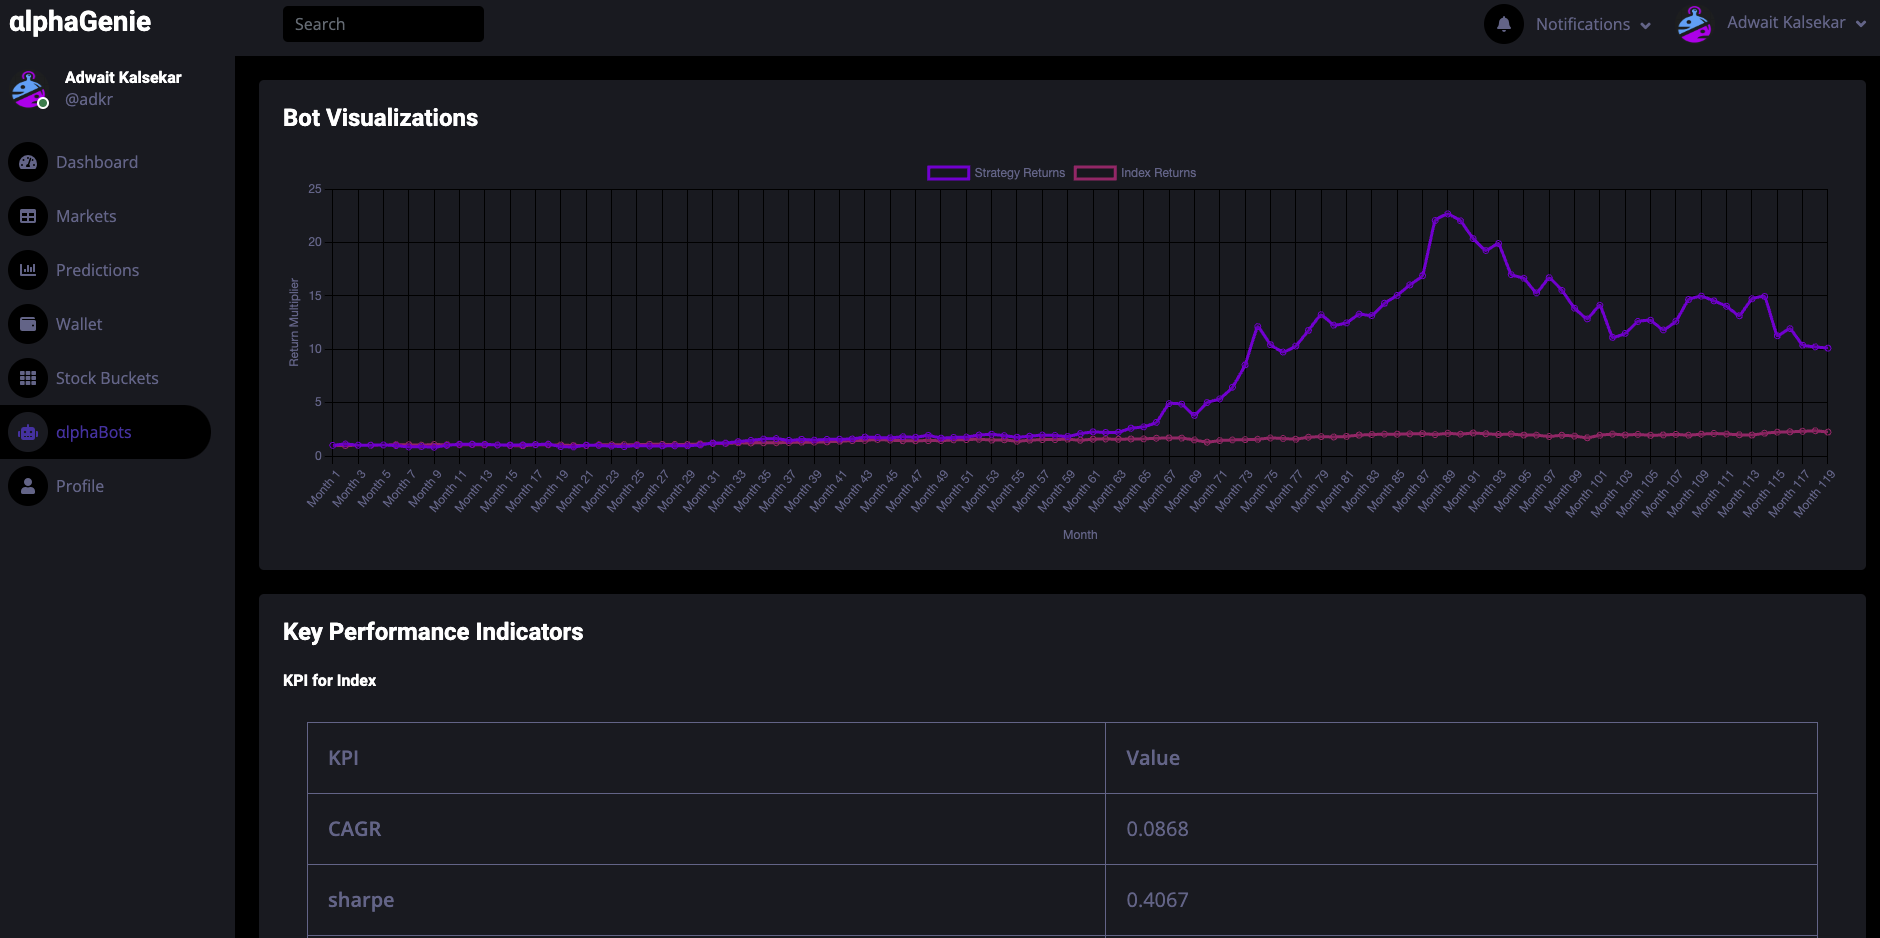 αlphaGenie
Search
Notifications
Adwait Kalsekar
Adwait Kalsekar
@adkr
Dashboard
Markets
Predictions
Wallet
Stock Buckets
αlphaBots
Profile
Bot Visualizations
Strategy Returns
Index Returns
25
20
15
10
5
0
Return Multiplier
Month 1
Month 3
Month 5
Month 7
Month 9
Month 11
Month 13
Month 15
Month 17
Month 19
Month 21
Month 23
Month 25
Month 27
Month 29
Month 31
Month 33
Month 35
Month 37
Month 39
Month 41
Month 43
Month 45
Month 47
Month 49
Month 51
Month 53
Month 55
Month 57
Month 59
Month 61
Month 63
Month 65
Month 67
Month 69
Month 71
Month 73
Month 75
Month 77
Month 79
Month 81
Month 83
Month 85
Month 87
Month 89
Month 91
Month 93
Month 95
Month 97
Month 99
Month 101
Month 103
Month 105
Month 107
Month 109
Month 111
Month 113
Month 115
Month 117
Month 119
Month
Key Performance Indicators
KPI for Index
KPI Value
CAGR 0.0868
sharpe 0.4067